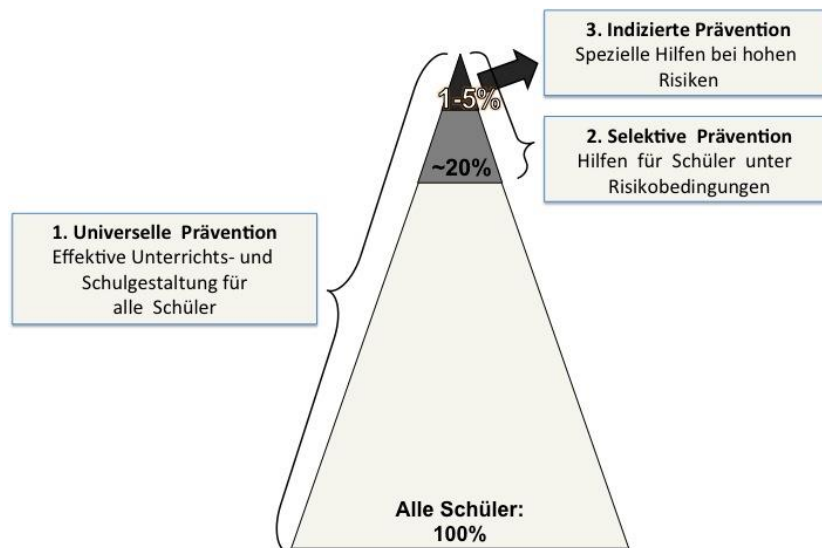 3. Indizierte Prävention
Spezielle Hilfen bei hohen
Risiken
1-5%
2. Selektive Prävention
Hilfen für Schüler unter
Risikobedingungen
~20%
1. Universelle Prävention
Effektive Unterrichts- und
Schulgestaltung für
alle Schüler
Alle Schüler:
100%